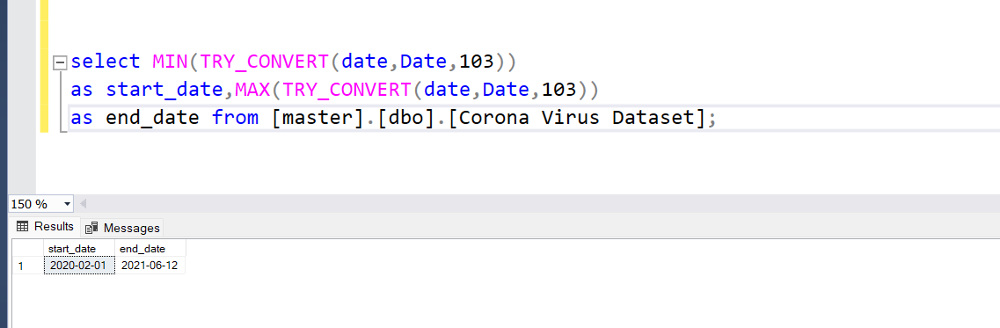 select MIN(TRY_CONVERT(date,Date,103))
as start_date,MAX(TRY_CONVERT(date,Date,103))
as end_date from [master].[dbo].[Corona Virus Dataset];
150 %
Results Messages
start_date end_date
1 2020-02-01 2021-06-12